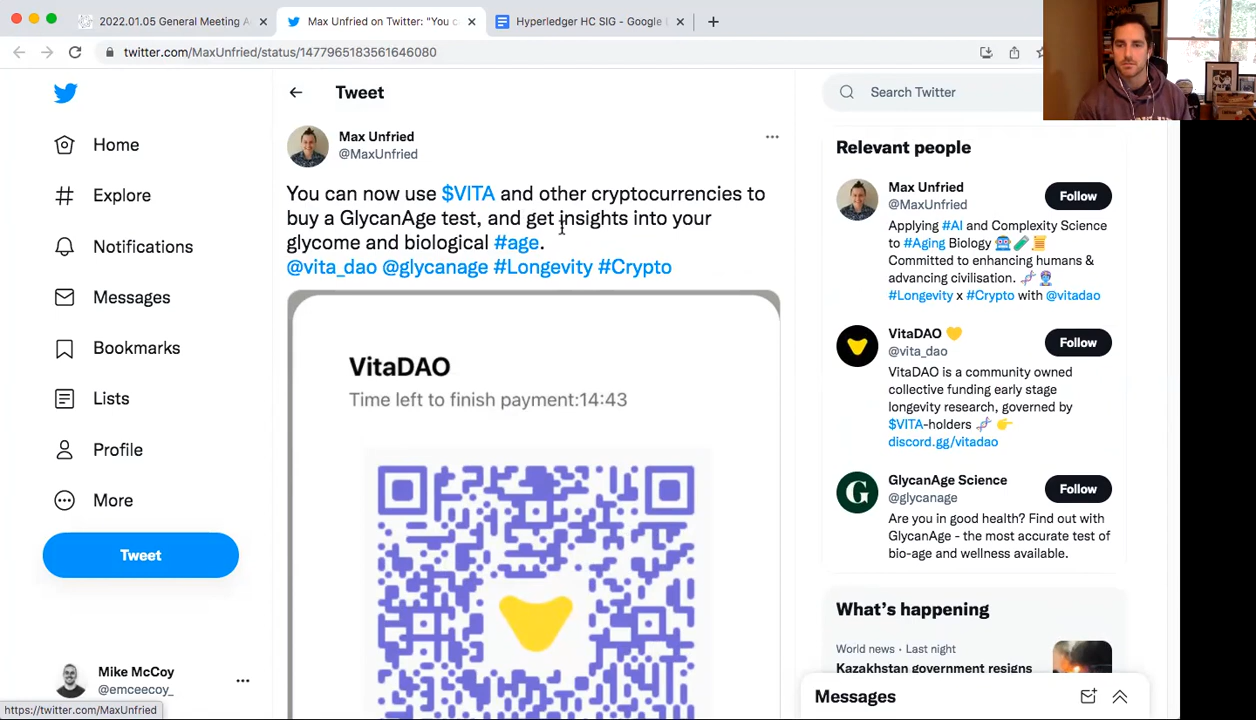 2022.01.05 General Meeting A
Max Unfried on Twitter: "You c
Hyperledger HC SIG - Google
twitter.com/MaxUnfried/status/1477965183561646080
Home
Explore
Notifications
Messages
Bookmarks
Lists
Profile
More
Tweet
Mike McCoy
@emceecoy_
https://twitter.com/MaxUnfried
Tweet
Max Unfried
@MaxUnfried
You can now use $VITA and other cryptocurrencies to
buy a GlycanAge test, and get insights into your
glycome and biological #age.
@vita_dao @glycanage #Longevity #Crypto
VitaDAO
Time left to finish payment:14:43
Search Twitter
Relevant people
Max Unfried
@MaxUnfried
Follow
Applying #AI and Complexity Science
to #Aging Biology
Committed to enhancing humans &
advancing civilisation.
#Longevity x #Crypto with @vitadao
VitaDAO
@vita_dao
Follow
VitaDAO is a community owned
collective funding early stage
longevity research, governed by
$VITA-holders
discord.gg/vitadao
GlycanAge Science
@glycanage
Follow
Are you in good health? Find out with
GlycanAge - the most accurate test of
bio-age and wellness available.
What's happening
World news · Last night
Kazakhstan government resigns
Messages